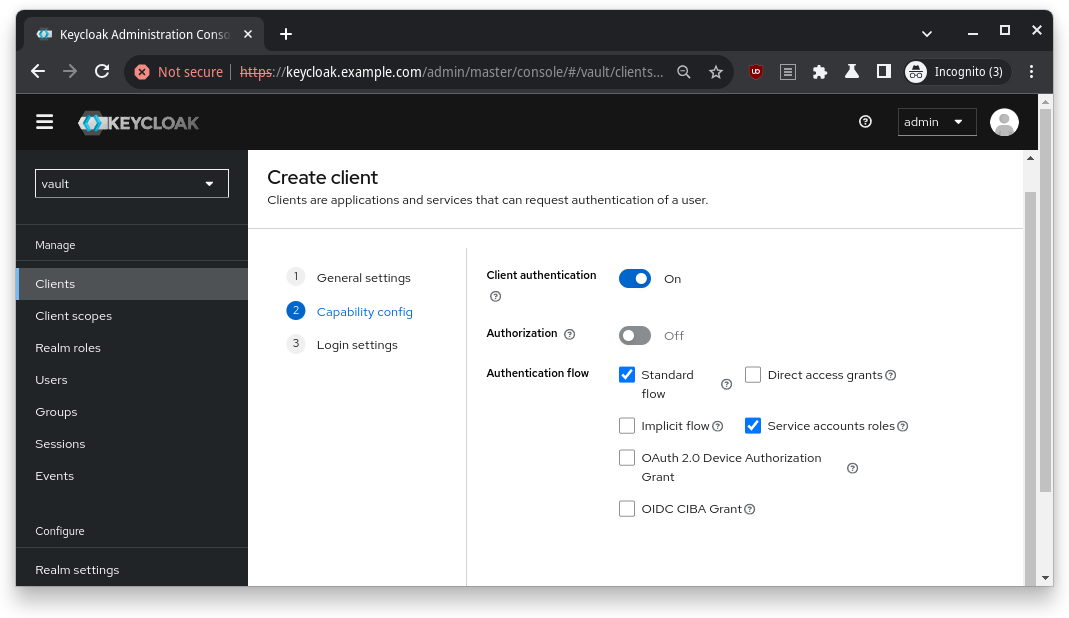 Keycloak Administration Conso
Not secure https://keycloak.example.com/admin/master/console/#/vault/clients... Incognito (3)
KEYCLOAK admin
vault
Manage
Clients
Client scopes
Realm roles
Users
Groups
Sessions
Events
Configure
Realm settings
Create client
Clients are applications and services that can request authentication of a user.
1 General settings
2 Capability config
3 Login settings
Client authentication On
Authorization Off
Authentication flow
Standard
flow
Direct access grants
Implicit flow
Service accounts roles
OAuth 2.0 Device Authorization
Grant
OIDC CIBA Grant